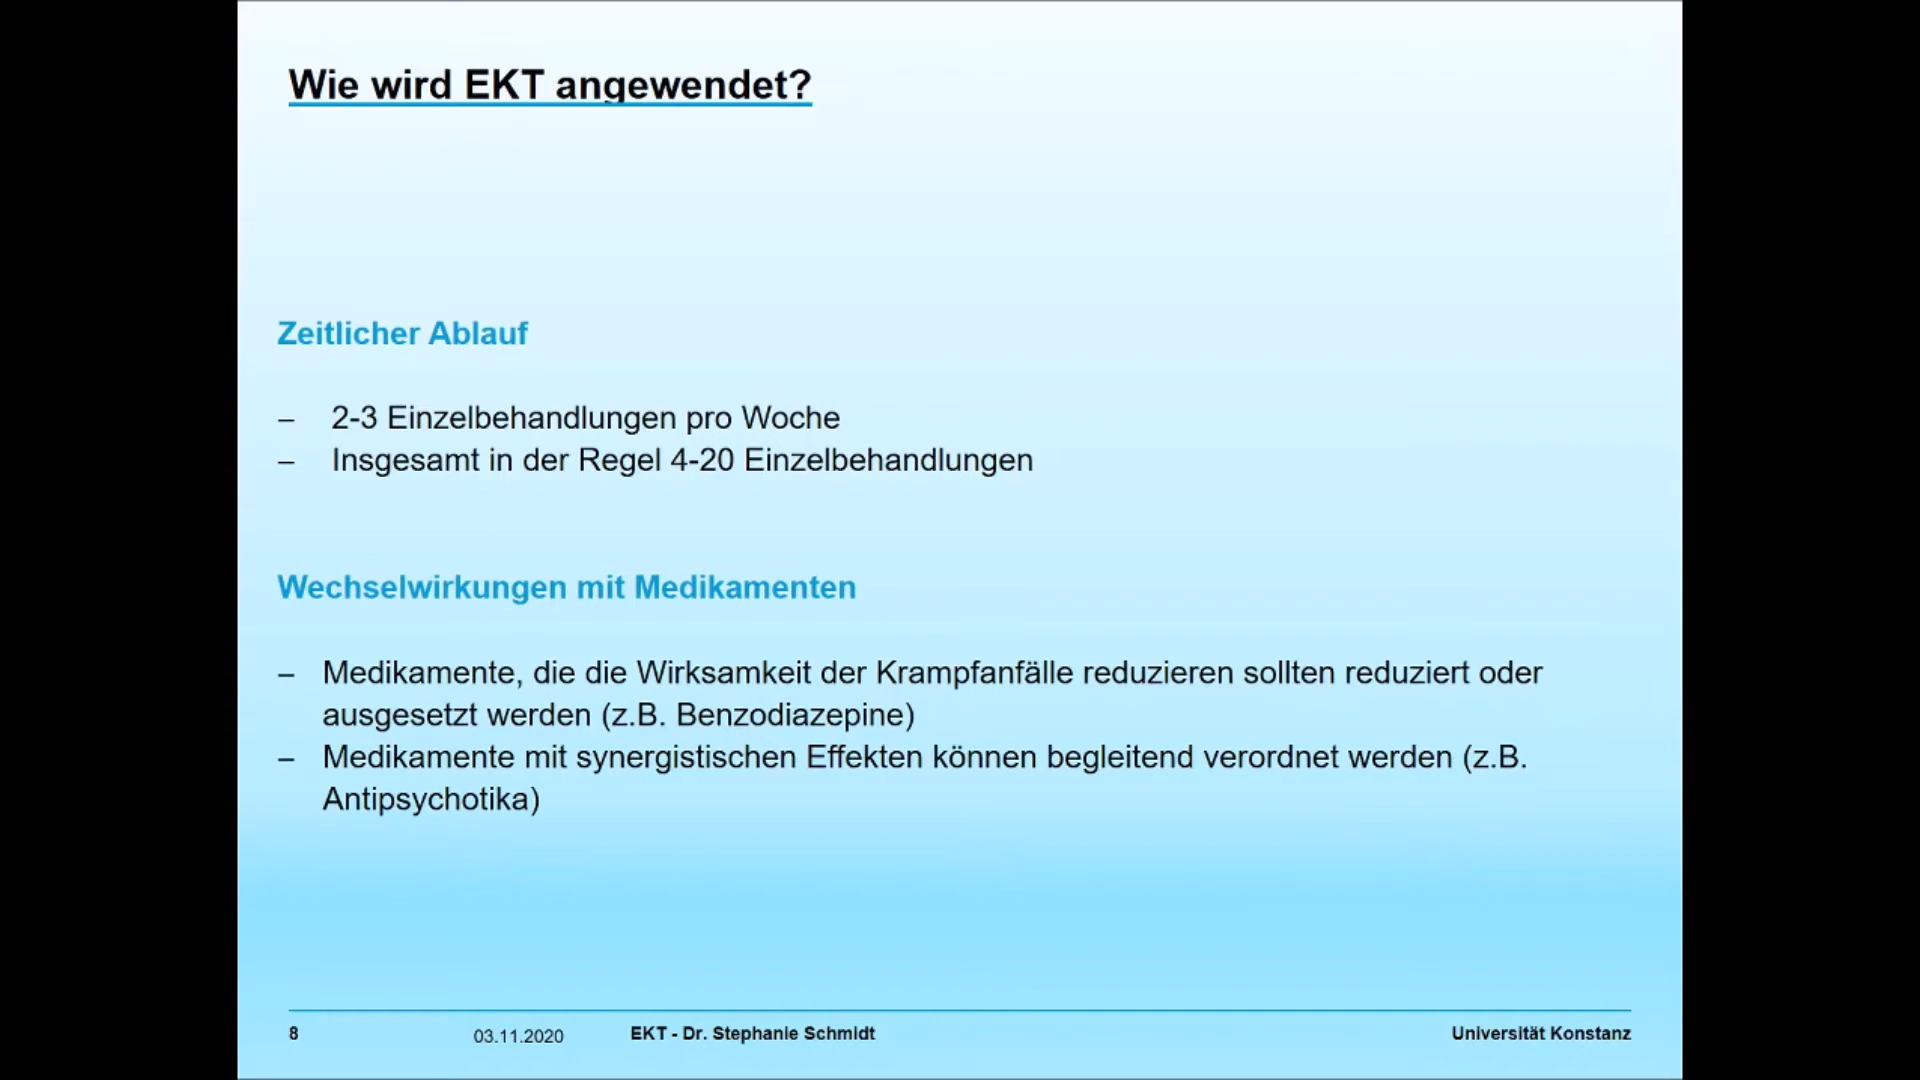 Wie wird EKT angewendet?
Zeitlicher Ablauf
– 2-3 Einzelbehandlungen pro Woche
– Insgesamt in der Regel 4-20 Einzelbehandlungen
Wechselwirkungen mit Medikamenten
– Medikamente, die die Wirksamkeit der Krampfanfälle reduzieren sollten reduziert oder
ausgesetzt werden (z.B. Benzodiazepine)
– Medikamente mit synergistischen Effekten können begleitend verordnet werden (z.B.
Antipsychotika)
8 03.11.2020 EKT - Dr. Stephanie Schmidt Universität Konstanz